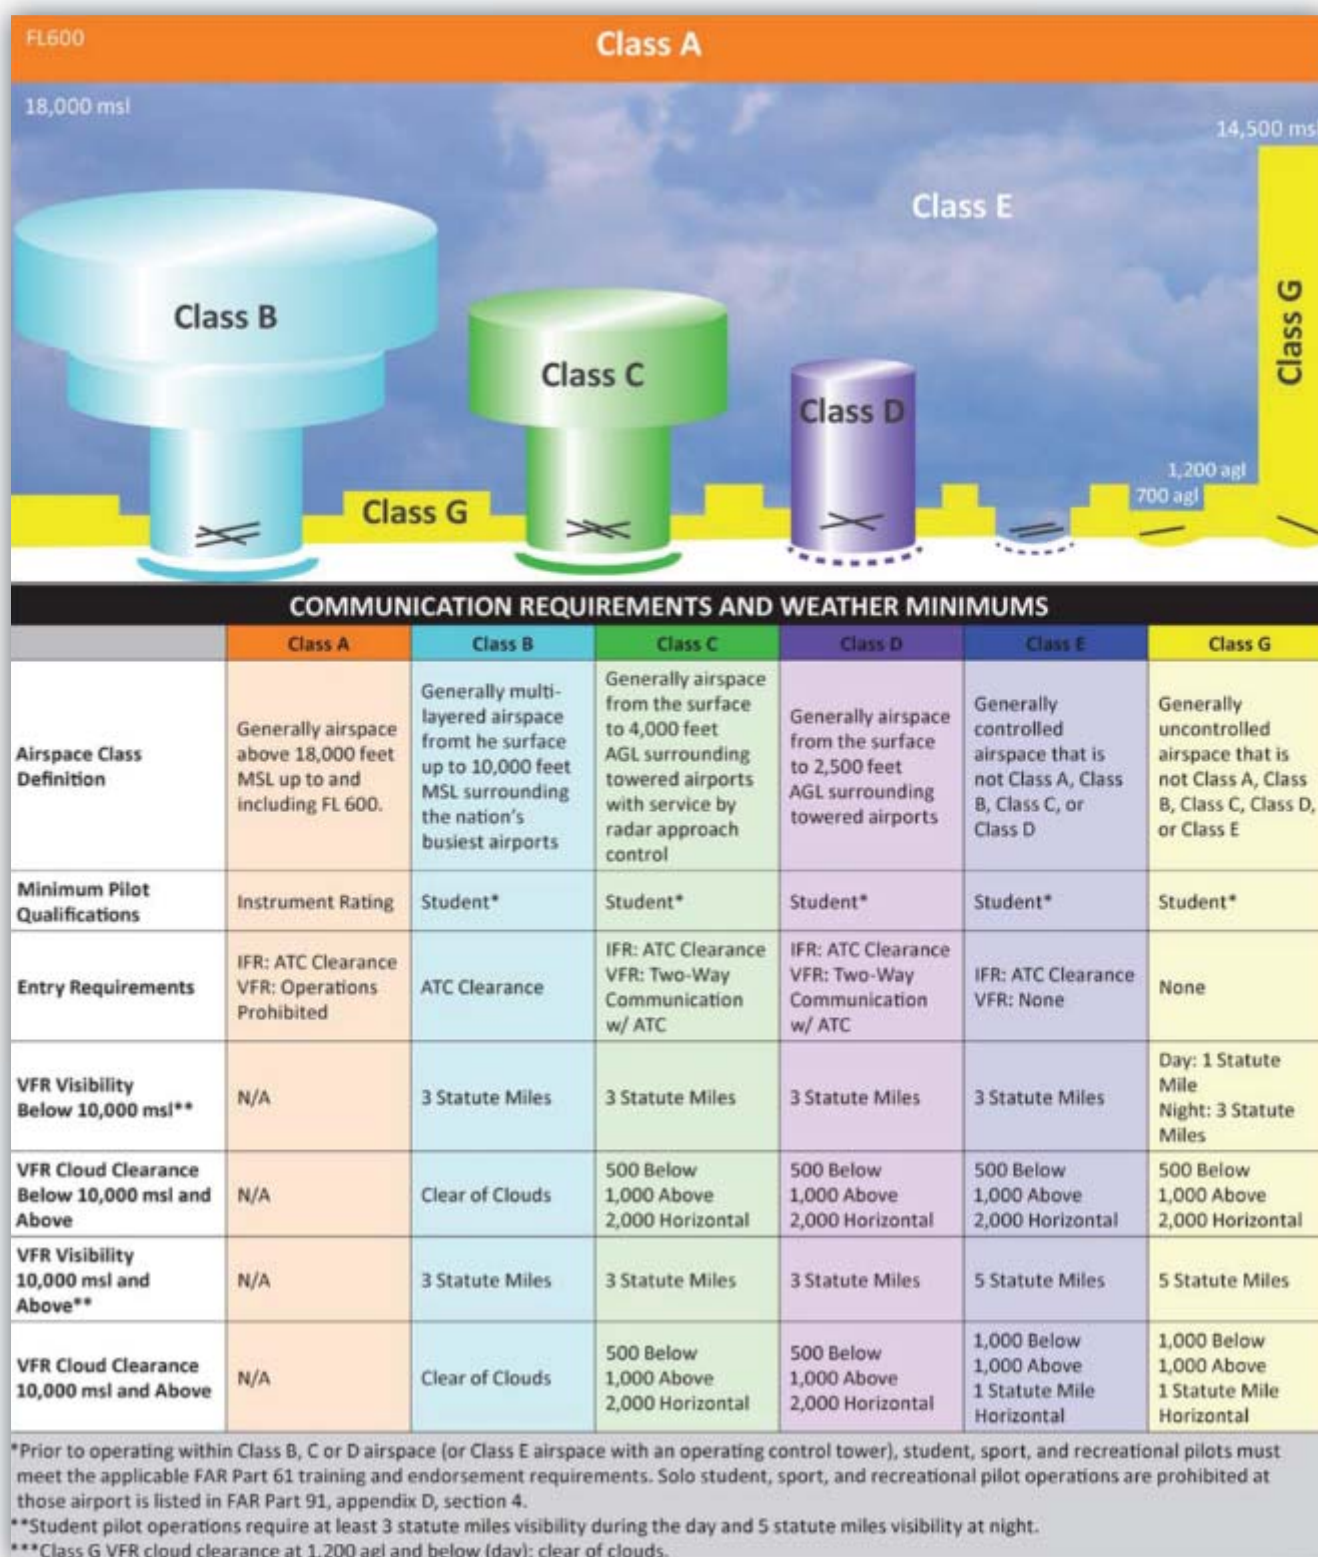 FL600
Class A
18,000 msl
14,500 msl
Class E
Class B
Class G
Class C
Class D
1,200 agl
700 agl
Class G
COMMUNICATION REQUIREMENTS AND WEATHER MINIMUMS
Class A
Class B
Class C
Class D
Class E
Class G
Airspace Class
Definition
Generally airspace
above 18,000 feet
MSL up to and
including FL 600.
Generally multi-
layered airspace
fromt he surface
up to 10,000 feet
MSL surrounding
the nation's
busiest airports
Generally airspace
from the surface
to 4,000 feet
AGL surrounding
towered airports
with service by
radar approach
control
Generally airspace
from the surface
to 2,500 feet
AGL surrounding
towered airports
Generally
controlled
airspace that is
not Class A, Class
B, Class C, or
Class D
Generally
uncontrolled
airspace that is
not Class A, Class
B, Class C, Class D,
or Class E
Minimum Pilot
Qualifications
Instrument Rating
Student*
Student*
Student*
Student*
Student*
Entry Requirements
IFR: ATC Clearance
VFR: Operations
Prohibited
ATC Clearance
IFR: ATC Clearance
VFR: Two-Way
Communication
w/ ATC
IFR: ATC Clearance
VFR: Two-Way
Communication
w/ ATC
IFR: ATC Clearance
VFR: None
None
VFR Visibility
Below 10,000 msl**
N/A
3 Statute Miles
3 Statute Miles
3 Statute Miles
3 Statute Miles
Day: 1 Statute
Mile
Night: 3 Statute
Miles
VFR Cloud Clearance
Below 10,000 msl and
Above
N/A
Clear of Clouds
500 Below
1,000 Above
2,000 Horizontal
500 Below
1,000 Above
2,000 Horizontal
500 Below
1,000 Above
2,000 Horizontal
500 Below
1,000 Above
2,000 Horizontal
VFR Visibility
10,000 msl and
Above**
N/A
3 Statute Miles
3 Statute Miles
3 Statute Miles
5 Statute Miles
5 Statute Miles
VFR Cloud Clearance
10,000 msl and Above
N/A
Clear of Clouds
500 Below
1,000 Above
2,000 Horizontal
500 Below
1,000 Above
2,000 Horizontal
1,000 Below
1,000 Above
1 Statute Mile
Horizontal
1,000 Below
1,000 Above
1 Statute Mile
Horizontal
*Prior to operating within Class B, C or D airspace (or Class E airspace with an operating control tower), student, sport, and recreational pilots must
meet the applicable FAR Part 61 training and endorsement requirements. Solo student, sport, and recreational pilot operations are prohibited at
those airport is listed in FAR Part 91, appendix D, section 4.
**Student pilot operations require at least 3 statute miles visibility during the day and 5 statute miles visibility at night.
***Class G VFR cloud clearance at 1,200 agl and below (day): clear of clouds.